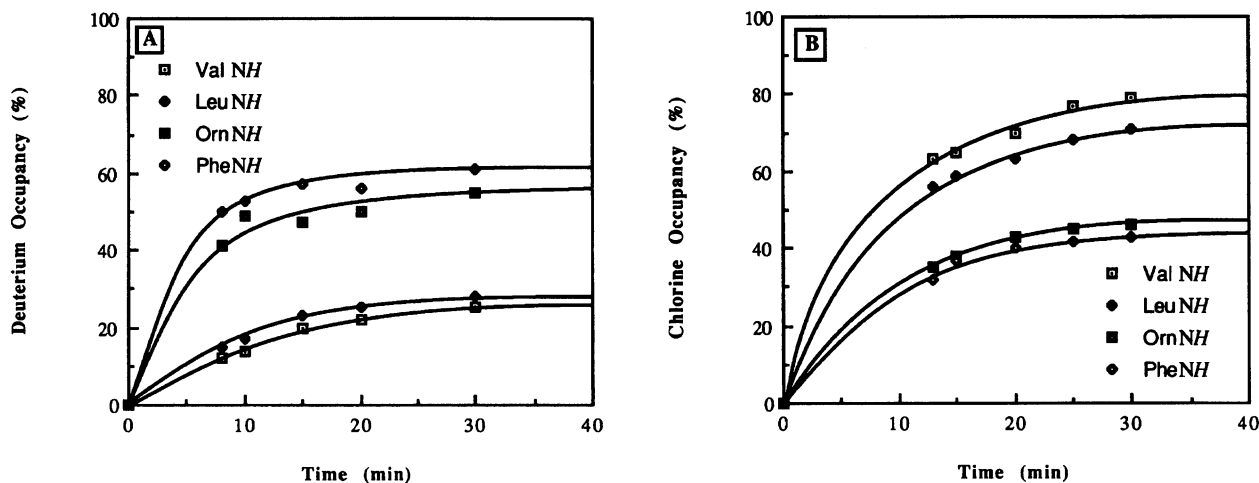 A
Val NH
Leu NH
Orn NH
Phe NH
Deuterium Occupancy (%)
100
80
60
40
20
0
0 10 20 30 40
Time (min)
B
Val NH
Leu NH
Orn NH
Phe NH
Chlorine Occupancy (%)
100
80
60
40
20
0
0 10 20 30 40
Time (min)